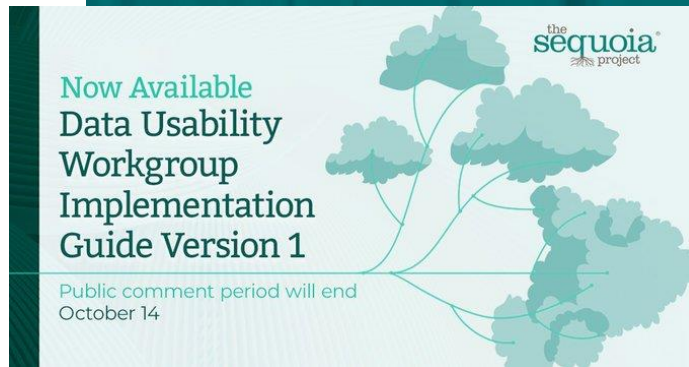 the
sequoia®
project
Now Available
Data Usability
Workgroup
Implementation
Guide Version 1
Public comment period will end
October 14